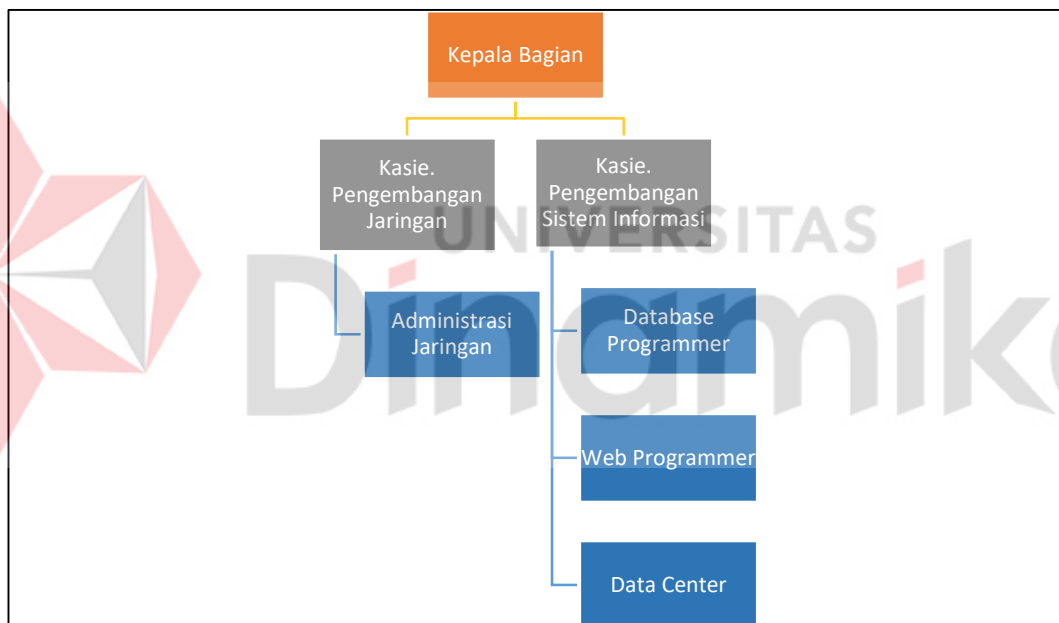 Kepala Bagian
Kasie.
Pengembangan
Jaringan
Kasie.
Pengembangan
Sistem Informasi
UNIVERSITAS
Dinamika
Administrasi
Jaringan
Database
Programmer
Web Programmer
Data Center